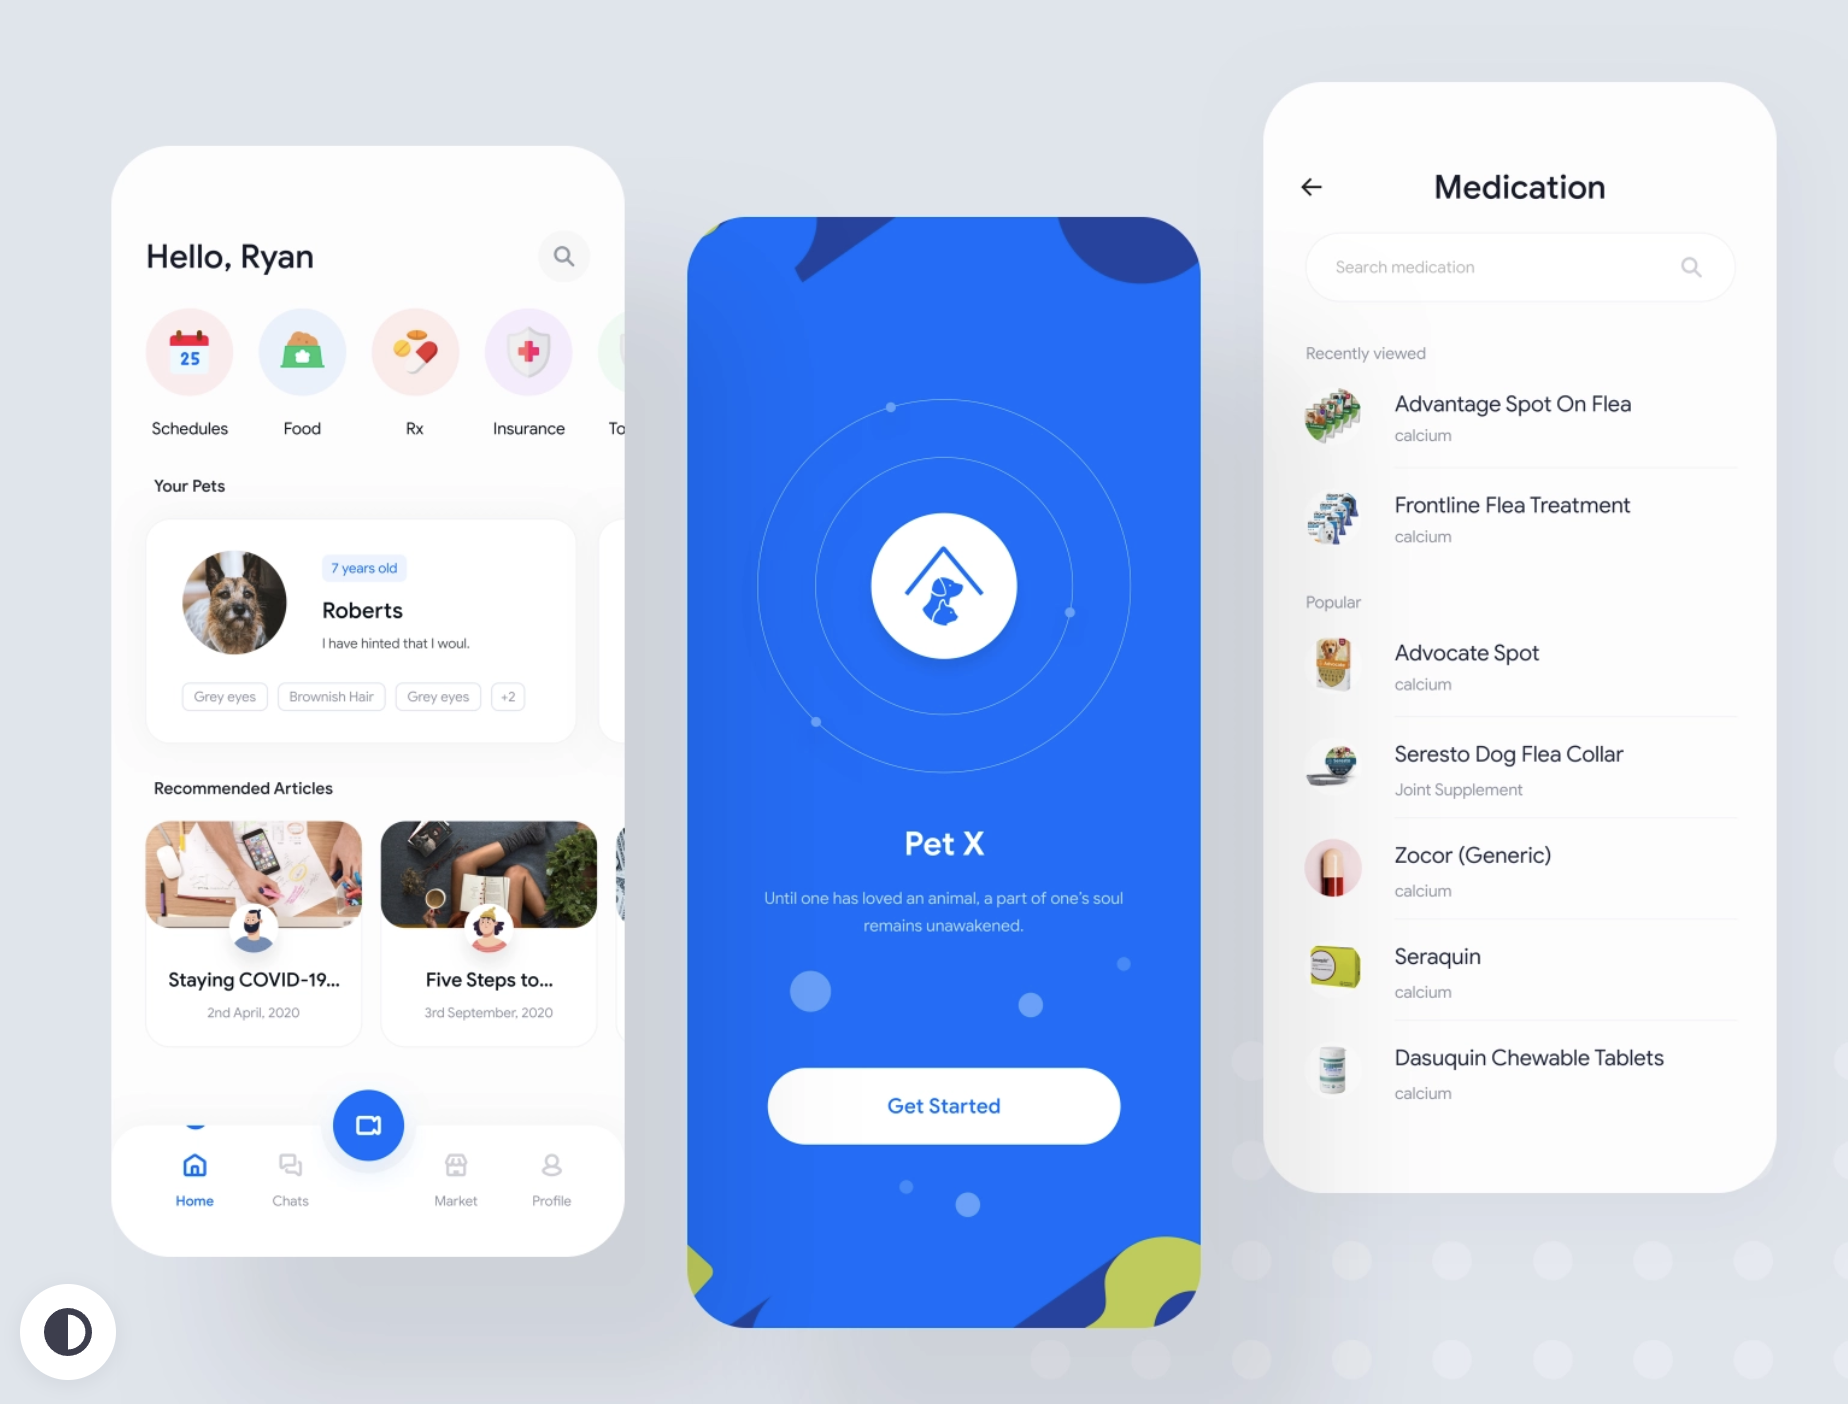 Hello, Ryan
25
Schedules
Food
Rx
Insurance
To
Your Pets
7 years old
Roberts
I have hinted that I woul.
Grey eyes
Brownish Hair
Grey eyes
+2
Recommended Articles
Staying COVID-19...
2nd April, 2020
Five Steps to...
3rd September, 2020
Home
Chats
Market
Profile
Pet X
Until one has loved an animal, a part of one’s soul
remains unawakened.
Get Started
Medication
Search medication
Recently viewed
Advantage Spot On Flea
calcium
Frontline Flea Treatment
calcium
Popular
Advocate Spot
calcium
Seresto Dog Flea Collar
Joint Supplement
Zocor (Generic)
calcium
Seraquin
calcium
Dasuquin Chewable Tablets
calcium